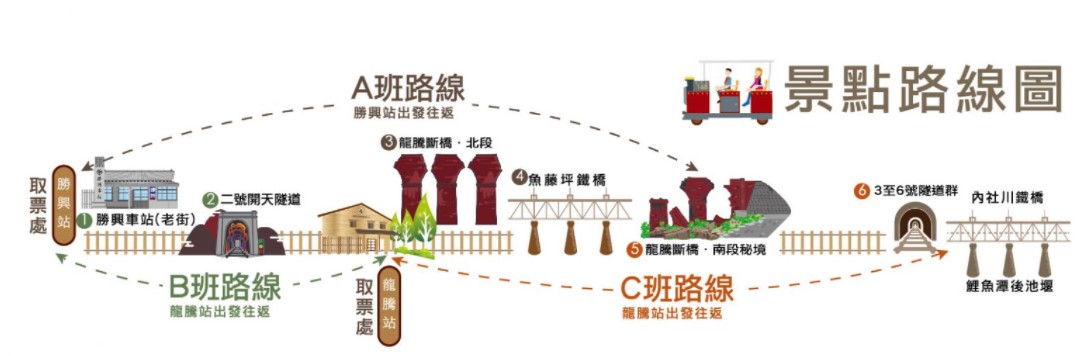 景點路線圖
A班路線
勝興站出發往返
取票處
勝興站
1 勝興車站(老街)
2 二號開天隧道
3 龍騰斷橋．北段
4 魚藤坪鐵橋
5 龍騰斷橋．南段秘境
6 3至6號隧道群
內社川鐵橋
鯉魚潭後池堰
B班路線
龍騰站出發往返
取票處
龍騰站
C班路線
龍騰站出發往返